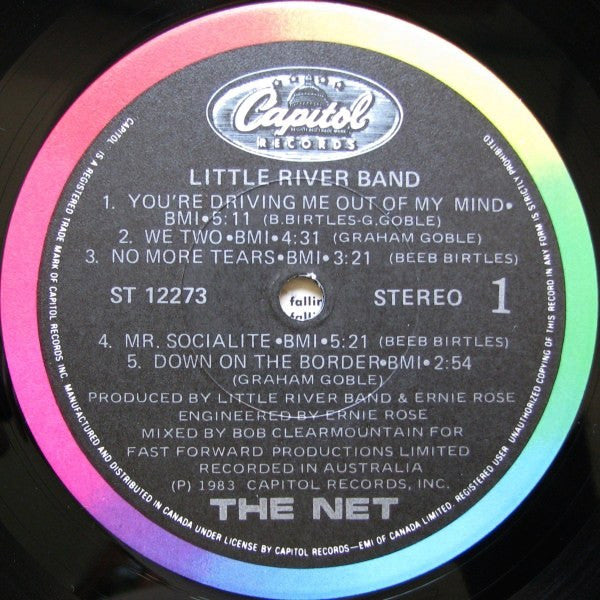 Capitol
RECORDS
LITTLE RIVER BAND
1. YOU'RE DRIVING ME OUT OF MY MIND•
BMI•5:11 (B.BIRTLES-G.GOBLE)
2. WE TWO•BMI•4:31 (GRAHAM GOBLE)
3. NO MORE TEARS•BMI•3:21 (BEEB BIRTLES)
ST 12273
STEREO 1
fallin
4. MR. SOCIALITE•BMI•5:21 (BEEB BIRTLES)
5. DOWN ON THE BORDER•BMI•2:54
(GRAHAM GOBLE)
PRODUCED BY LITTLE RIVER BAND & ERNIE ROSE
ENGINEERED BY ERNIE ROSE
MIXED BY BOB CLEARMOUNTAIN FOR
FAST FORWARD PRODUCTIONS LIMITED
RECORDED IN AUSTRALIA
(P) 1983 CAPITOL RECORDS, INC.
THE NET
CAPITOL IS A REGISTERED TRADE MARK OF CAPITOL RECORDS INC. MANUFACTURED AND DISTRIBUTED IN CANADA UNDER LICENSE BY CAPITOL RECORDS—EMI OF CANADA LIMITED. REGISTERED USER UNAUTHORIZED COPYING OF THIS RECORD IN ANY FORM IS STRICTLY PROHIBITED